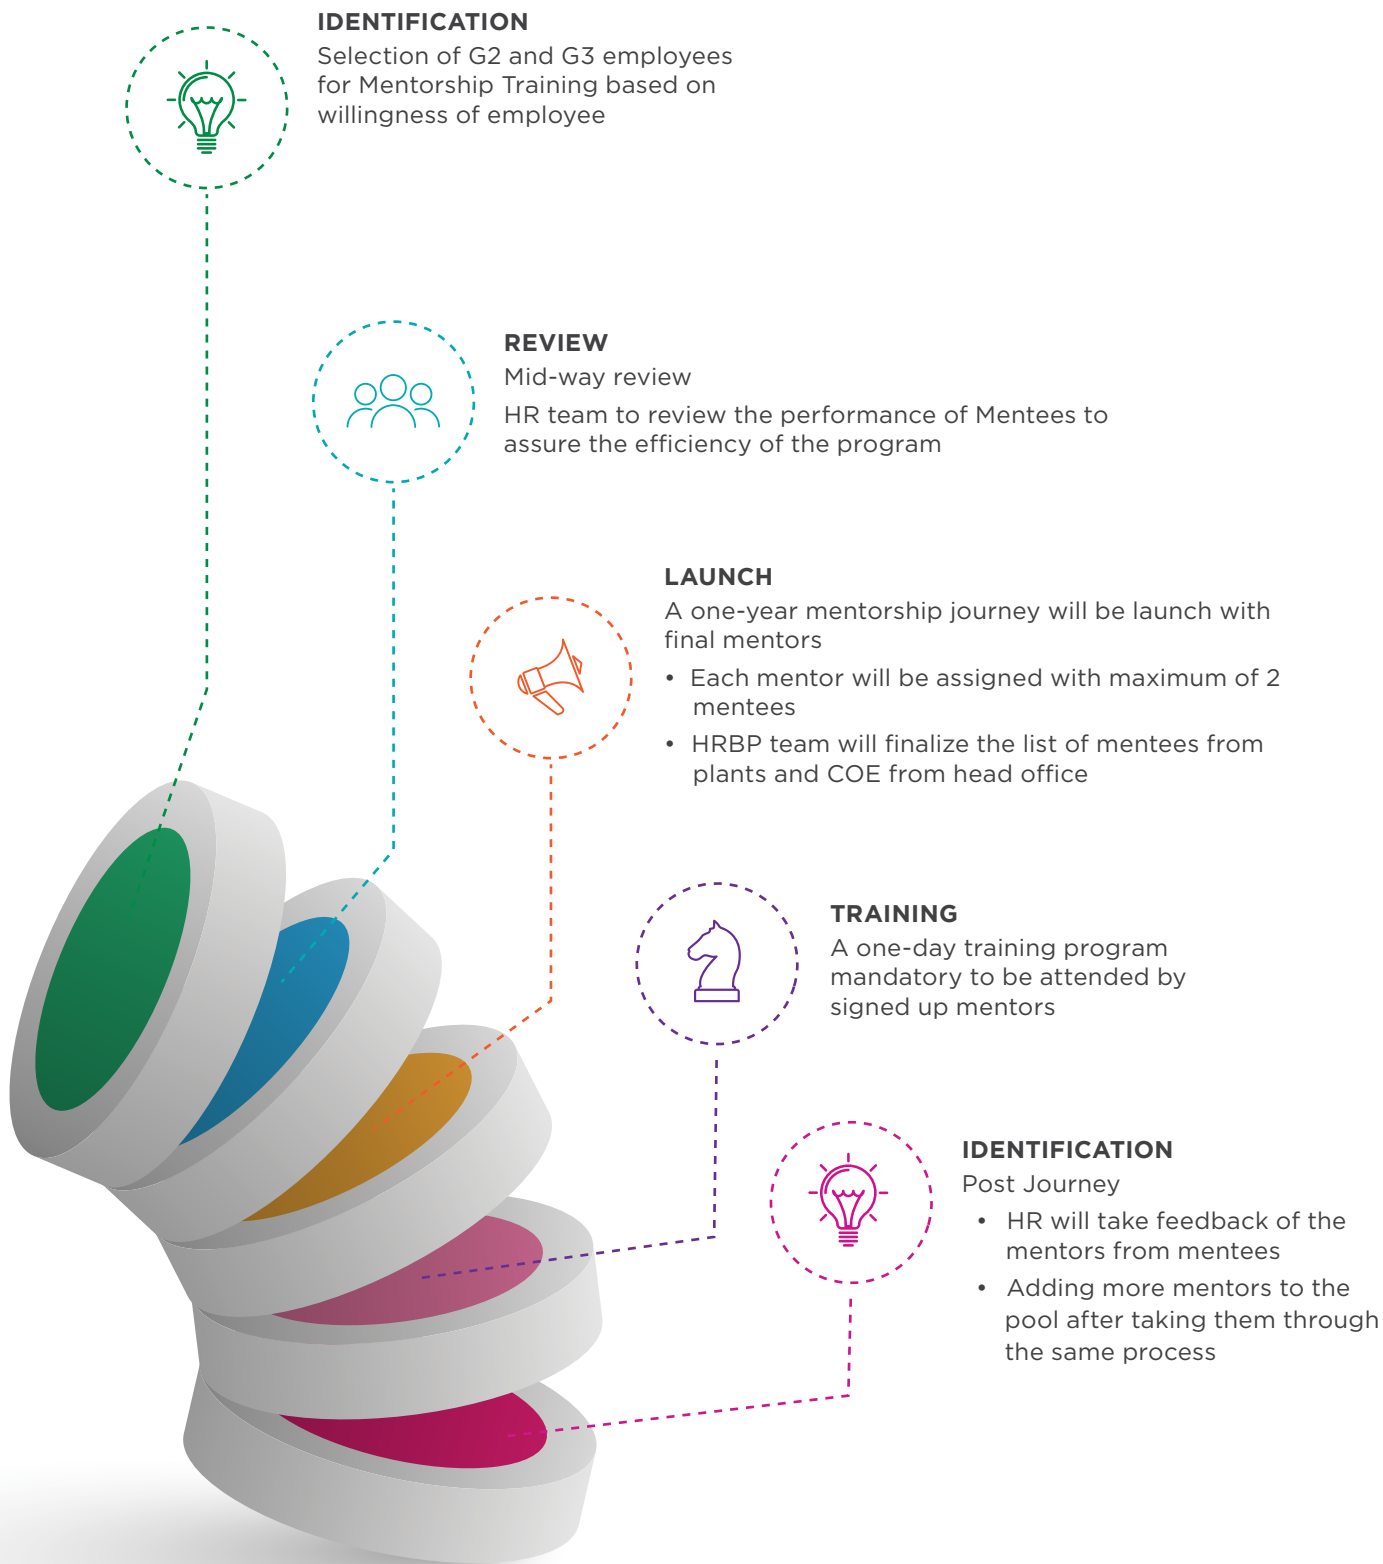 IDENTIFICATION
Selection of G2 and G3 employees
for Mentorship Training based on
willingness of employee
REVIEW
Mid-way review
HR team to review the performance of Mentees to
assure the efficiency of the program
LAUNCH
A one-year mentorship journey will be launch with
final mentors
• Each mentor will be assigned with maximum of 2
mentees
• HRBP team will finalize the list of mentees from
plants and COE from head office
TRAINING
A one-day training program
mandatory to be attended by
signed up mentors
IDENTIFICATION
Post Journey
• HR will take feedback of the
mentors from mentees
• Adding more mentors to the
pool after taking them through
the same process